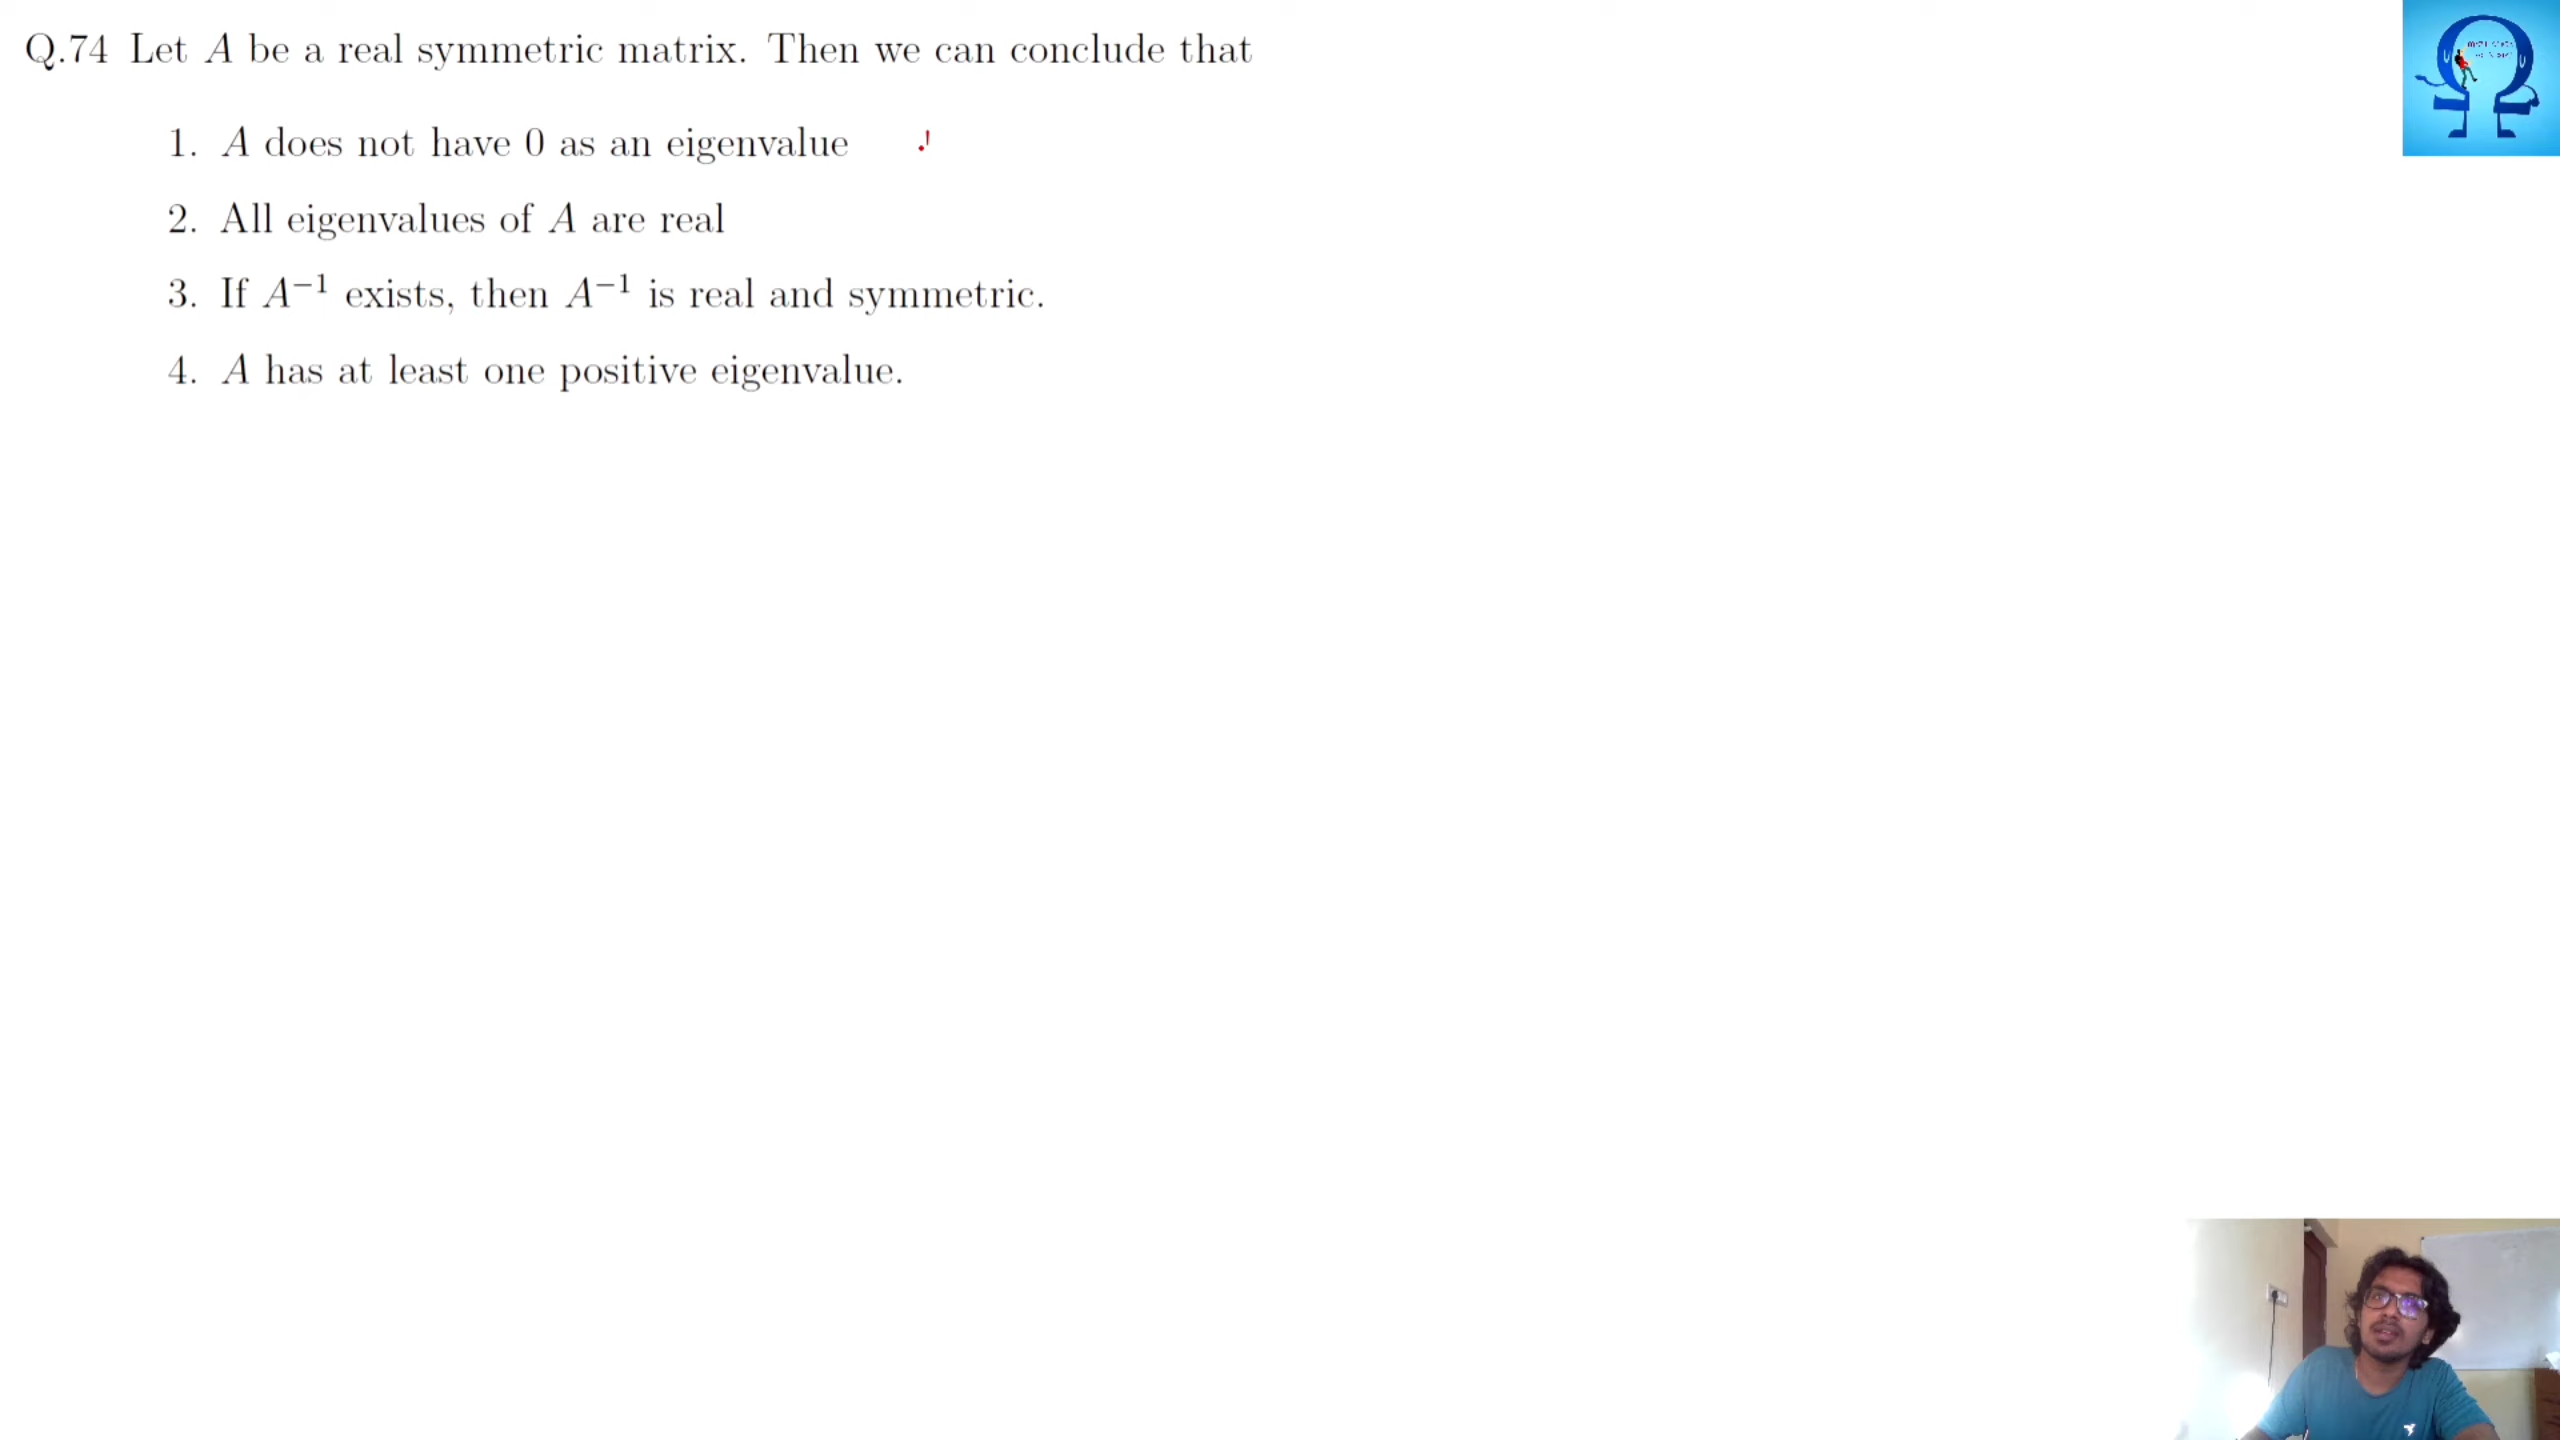 Q.74 Let A be a real symmetric matrix. Then we can conclude that
1. A does not have 0 as an eigenvalue
2. All eigenvalues of A are real
3. If A⁻¹ exists, then A⁻¹ is real and symmetric.
4. A has at least one positive eigenvalue.